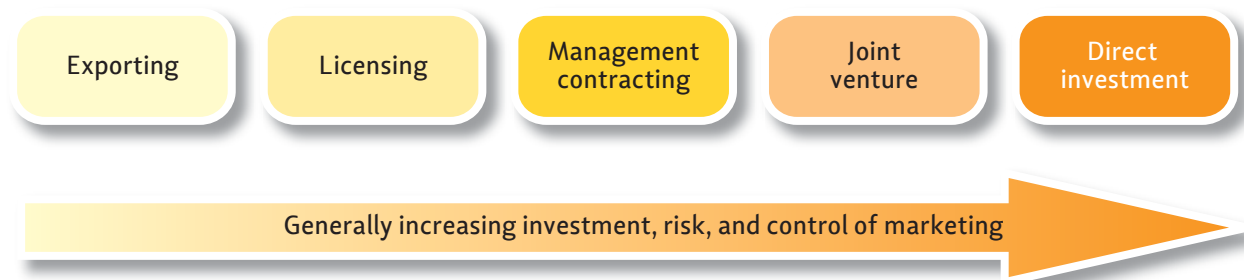 Exporting
Licensing
Management
contracting
Joint
venture
Direct
investment
Generally increasing investment, risk, and control of marketing